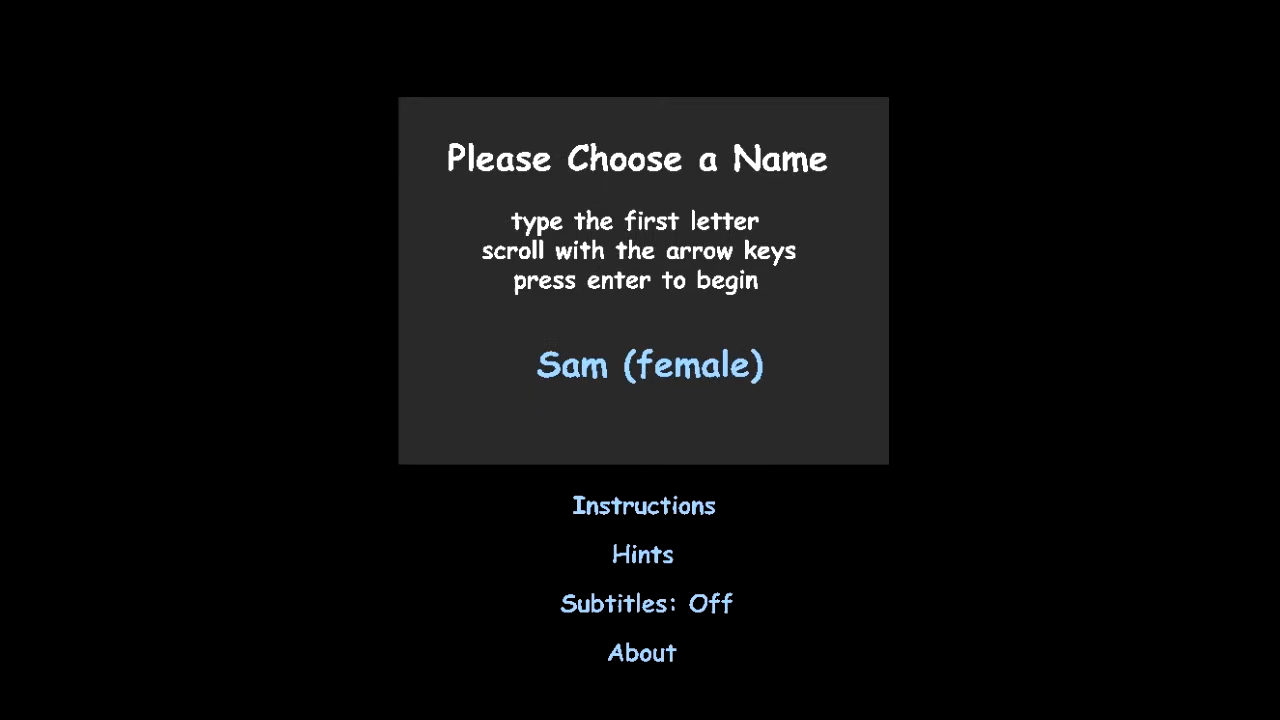 Please Choose a Name
type the first letter
scroll with the arrow keys
press enter to begin
Sam (female)
Instructions
Hints
Subtitles: Off
About